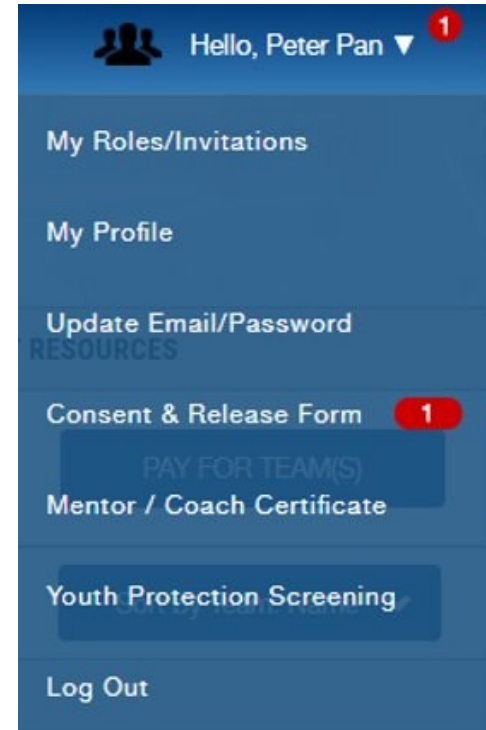 Hello, Peter Pan ▼ 1
My Roles/Invitations
My Profile
Update Email/Password
RESOURCES
Consent & Release Form 1
PAY FOR TEAM(S)
Mentor / Coach Certificate
Youth Protection Screening
Log Out